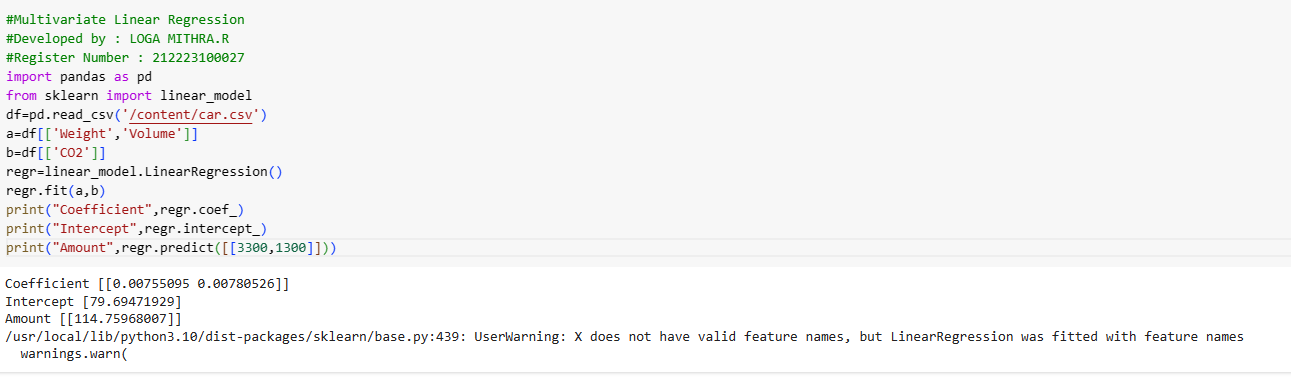 #Multivariate Linear Regression
#Developed by : LOGA MITHRA.R
#Register Number : 212223100027
import pandas as pd
from sklearn import linear_model
df=pd.read_csv('/content/car.csv')
a=df[['Weight','Volume']]
b=df[['CO2']]
regr=linear_model.LinearRegression()
regr.fit(a,b)
print("Coefficient",regr.coef_)
print("Intercept",regr.intercept_)
print("Amount",regr.predict([[3300,1300]]))
Coefficient [[0.00755095 0.00780526]]
Intercept [79.69471929]
Amount [[114.75968007]]
/usr/local/lib/python3.10/dist-packages/sklearn/base.py:439: UserWarning: X does not have valid feature names, but LinearRegression was fitted with feature names
  warnings.warn(